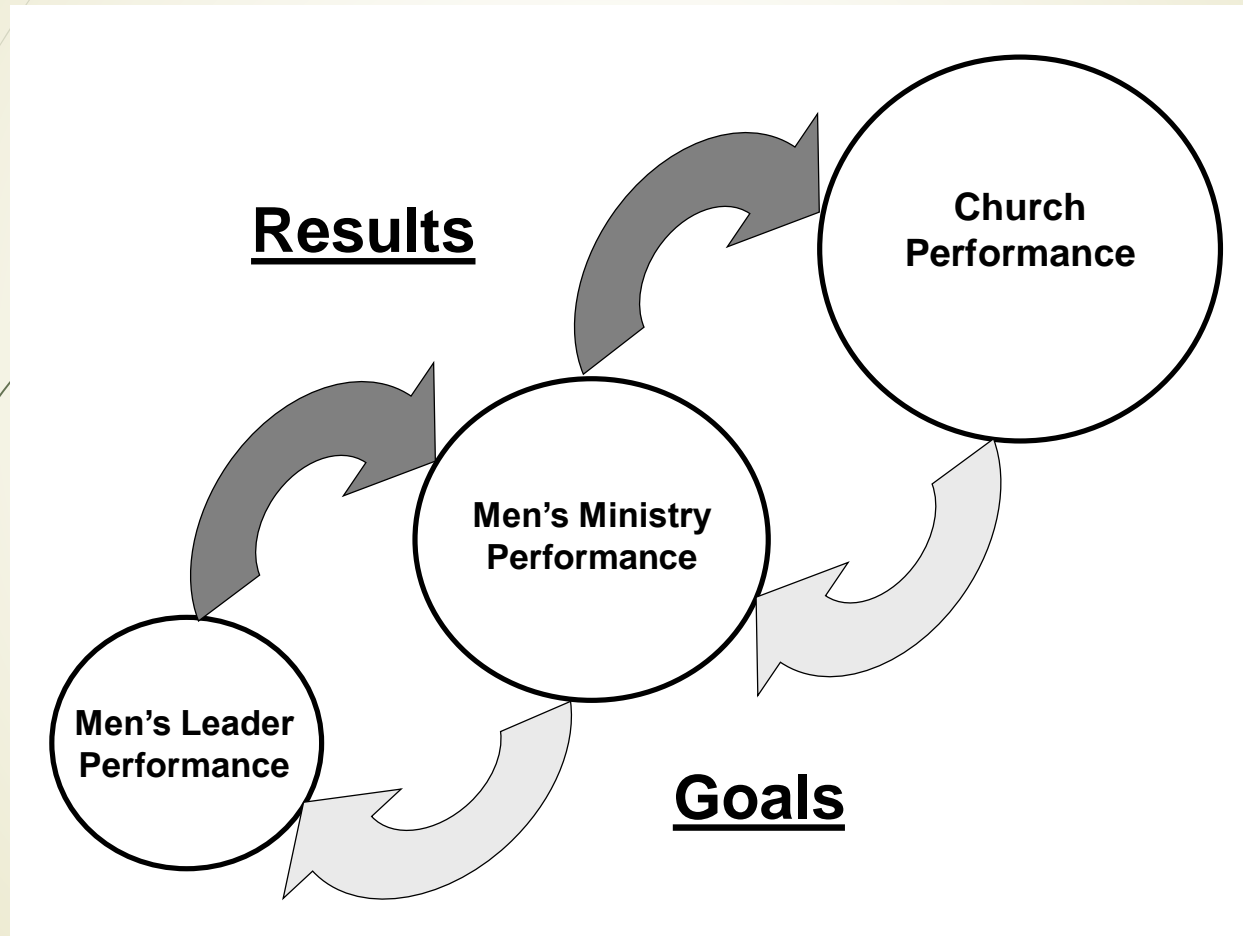 Results
Church
Performance
Men’s Ministry
Performance
Men’s Leader
Performance
Goals